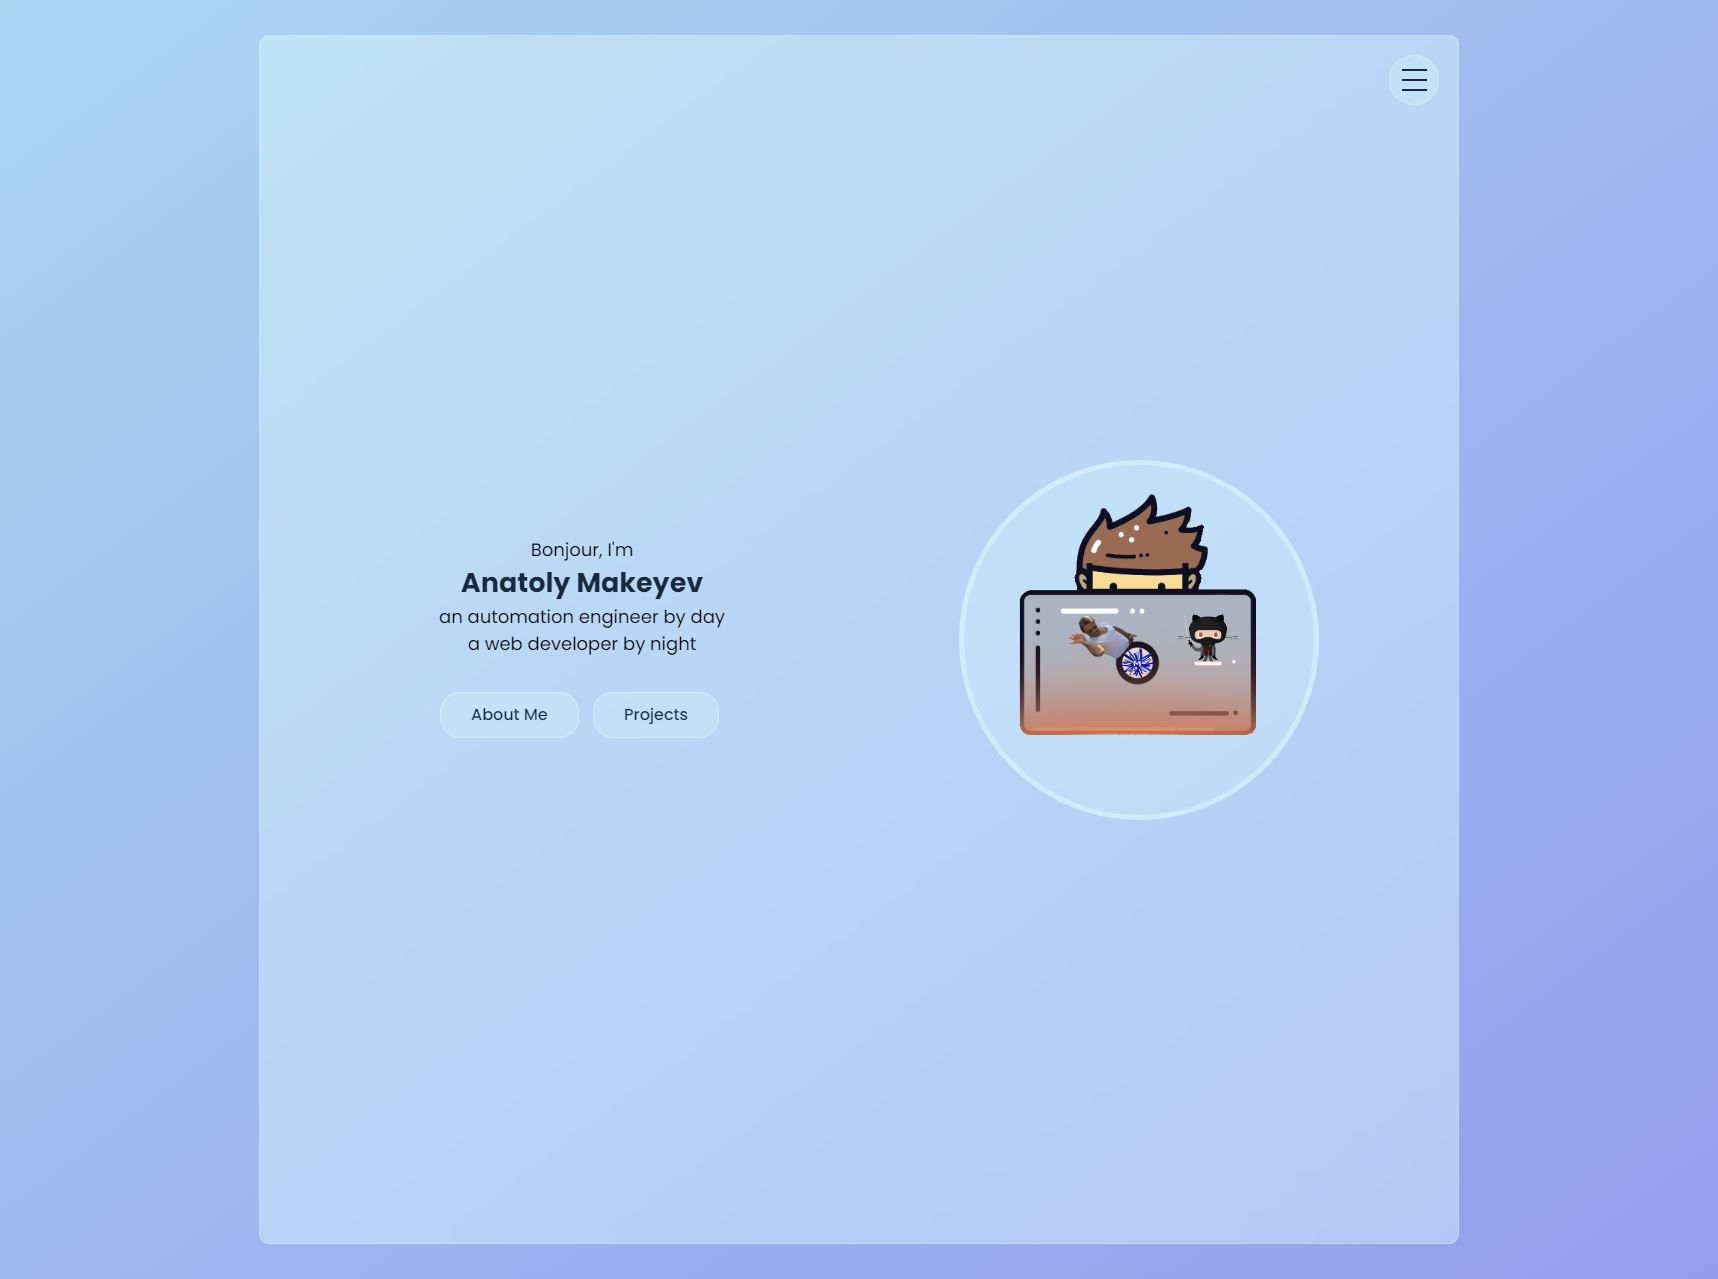 Bonjour, I'm
Anatoly Makeyev
an automation engineer by day
a web developer by night
About Me
Projects